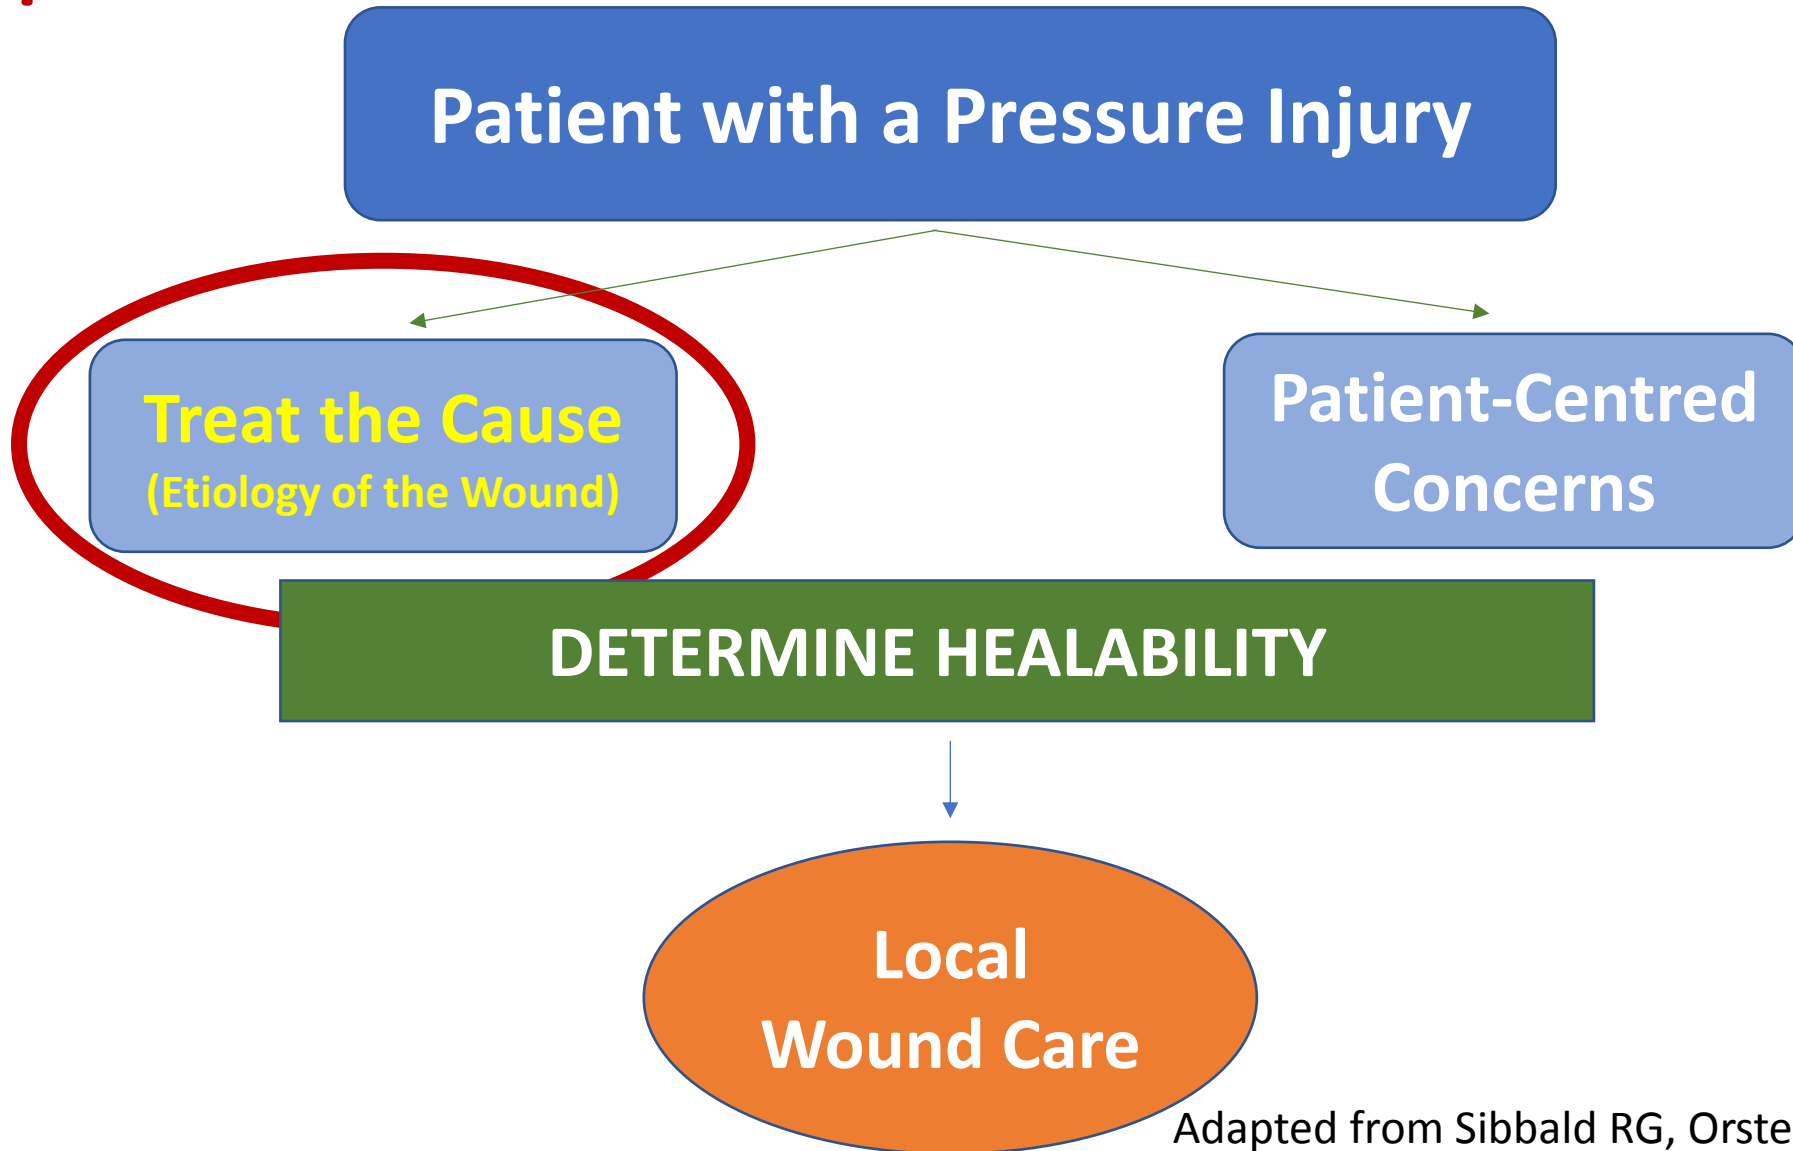 Patient with a Pressure Injury
Treat the Cause
(Etiology of the Wound)
Patient-Centred
Concerns
DETERMINE HEALABILITY
Local
Wound Care
Adapted from Sibbald RG,